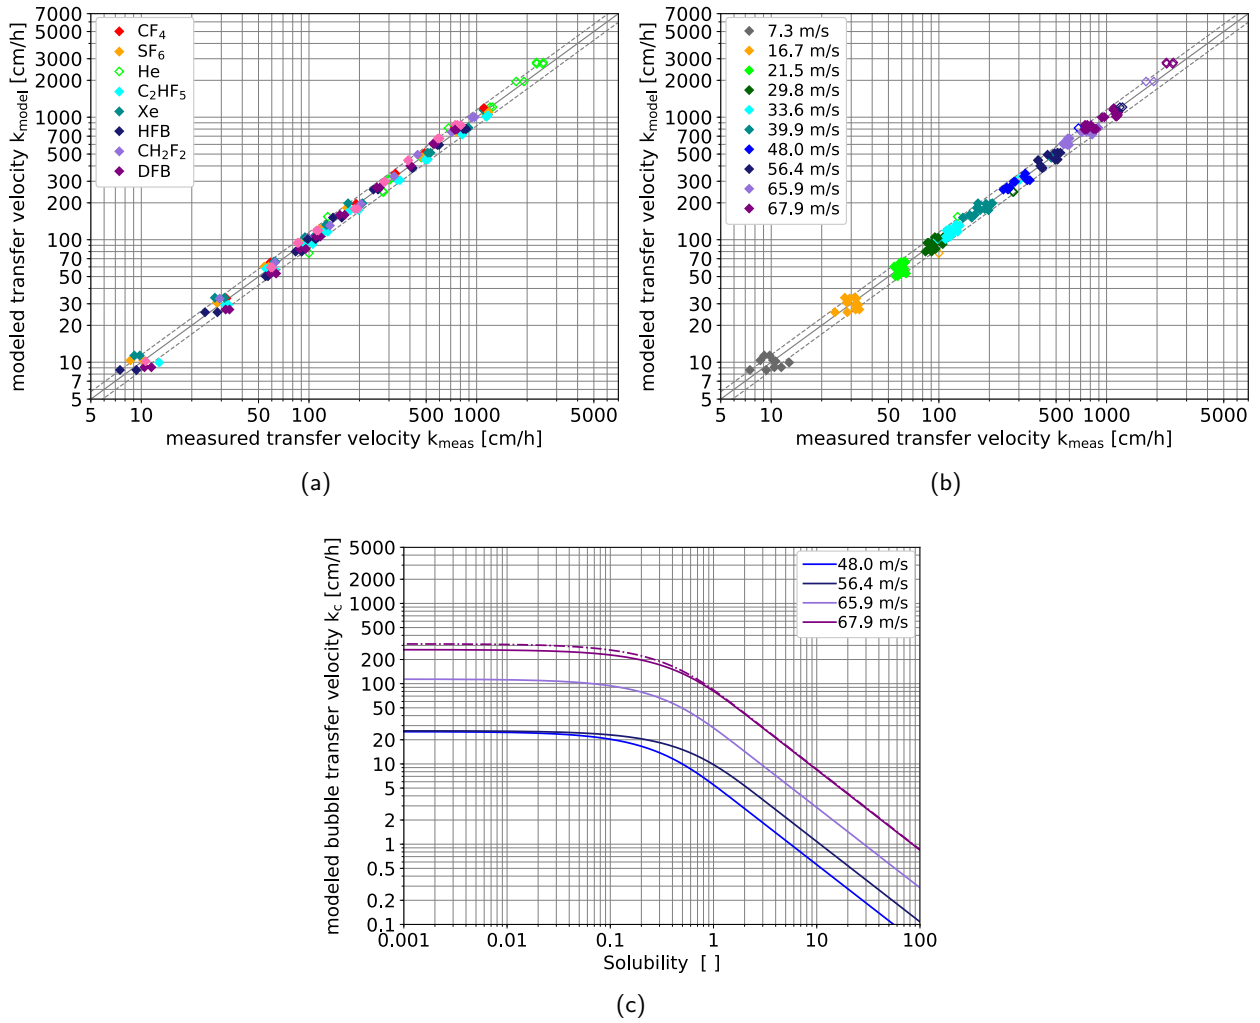 7000
5000
3000
2000
1000
700
500
300
200
100
70
50
30
20
10
7
5
modeled transfer velocity k_model [cm/h]
CF₄
SF₆
He
C₂HF₅
Xe
HFB
CH₂F₂
DFB
5 10 50 100 500 1000 5000
measured transfer velocity k_meas [cm/h]
(a)
7000
5000
3000
2000
1000
700
500
300
200
100
70
50
30
20
10
7
5
modeled transfer velocity k_model [cm/h]
7.3 m/s
16.7 m/s
21.5 m/s
29.8 m/s
33.6 m/s
39.9 m/s
48.0 m/s
56.4 m/s
65.9 m/s
67.9 m/s
5 10 50 100 500 1000 5000
measured transfer velocity k_meas [cm/h]
(b)
5000
2000
1000
500
200
100
50
20
10
5
2
1
0.5
0.2
0.1
modeled bubble transfer velocity k_c [cm/h]
48.0 m/s
56.4 m/s
65.9 m/s
67.9 m/s
0.001 0.01 0.1 1 10 100
Solubility [ ]
(c)